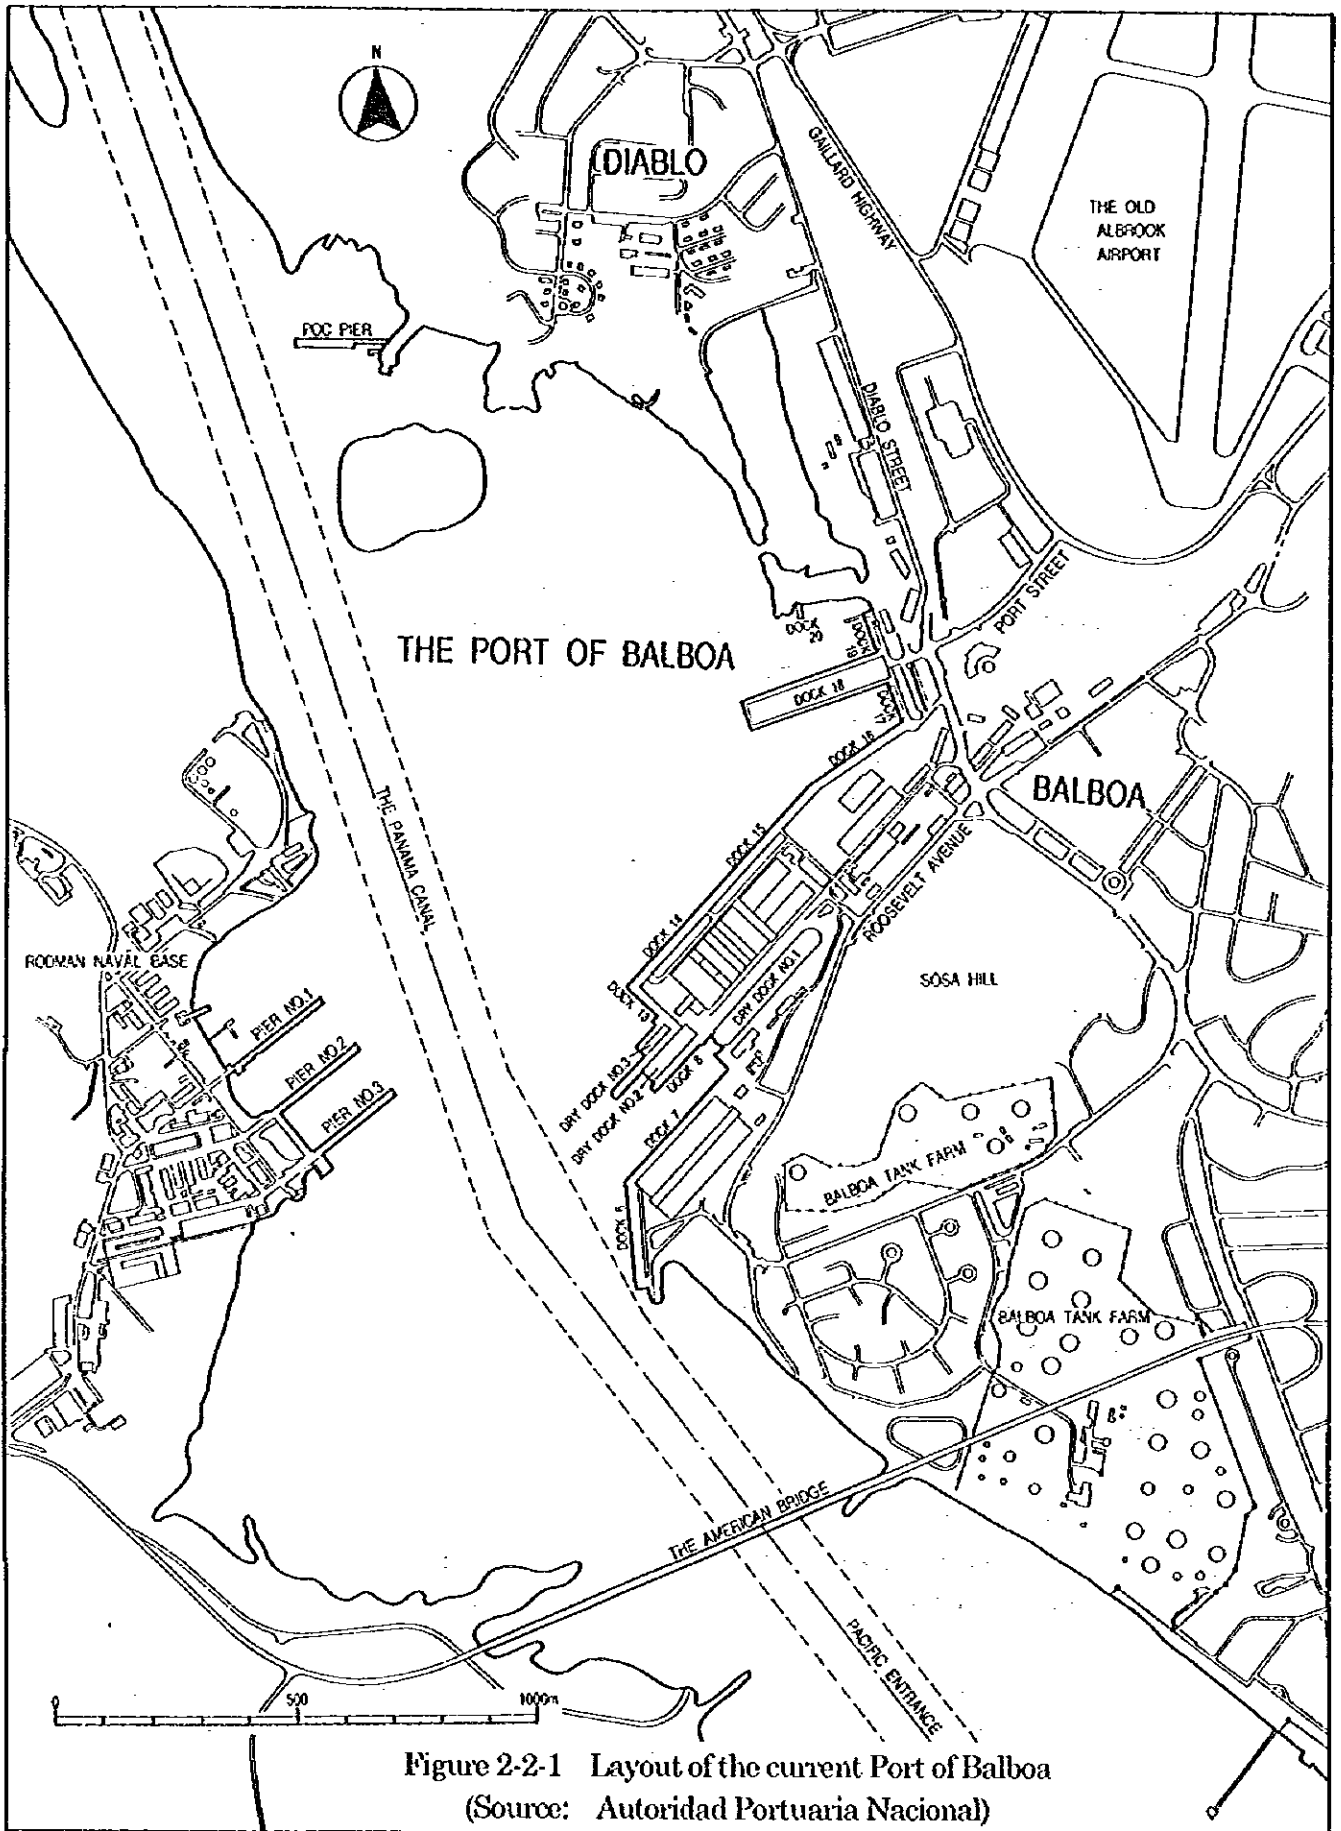 N
DIABLO
GAILLARD HIGHWAY
THE OLD
ALBROOK
AIRPORT
POC PIER
DIABLO STREET
PORT STREET
DOCK
20
DOCK
19
THE PORT OF BALBOA
DOCK 18
DOCK
17
DOCK 16
BALBOA
THE PANAMA CANAL
DOCK 15
ROOSEVELT AVENUE
DOCK 14
RODMAN NAVAL BASE
SOSA HILL
DOCK 13
DRY DOCK NO.1
PIER NO.1
PIER NO.2
PIER NO.3
DRY DOCK NO.3
DRY DOCK NO.2
DOCK 8
DOCK 7
BALBOA TANK FARM
DOCK 6
BALBOA TANK FARM
THE AMERICAN BRIDGE
PACIFIC ENTRANCE
0 500 1000m
Figure 2-2-1 Layout of the current Port of Balboa
(Source: Autoridad Portuaria Nacional)